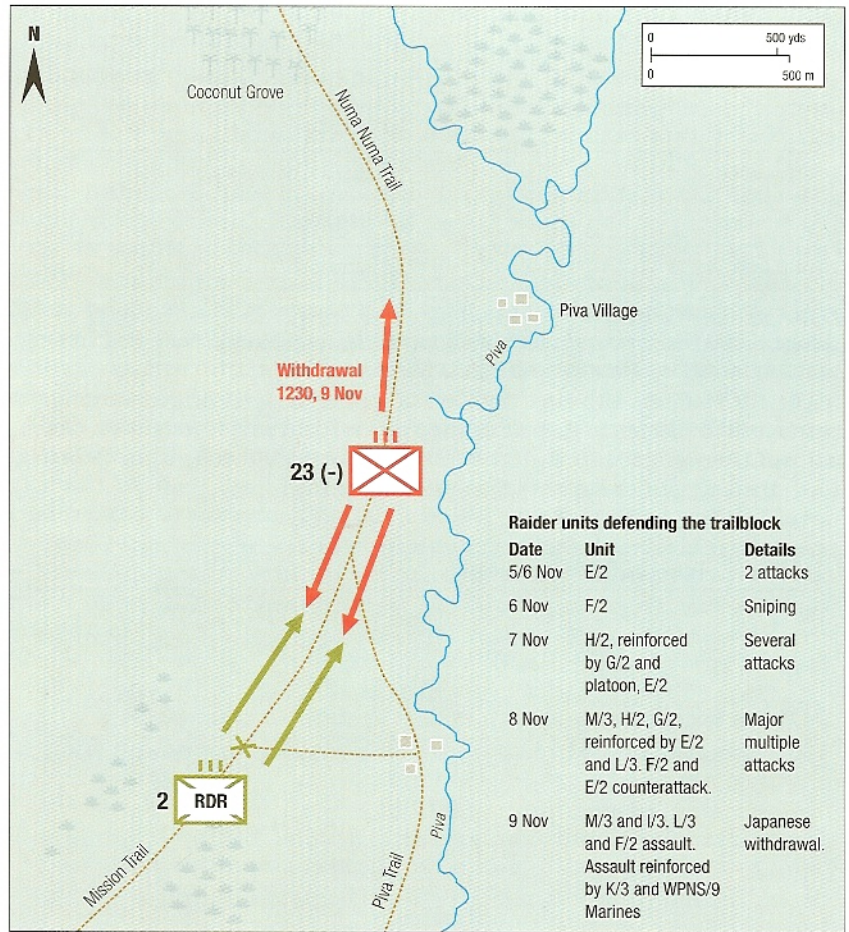 N
0 500 yds
0 500 m
Coconut Grove
Numa Numa Trail
Piva Village
Piva
Withdrawal
1230, 9 Nov
23 (-)
Raider units defending the trailblock
Date Unit Details
5/6 Nov E/2 2 attacks
6 Nov F/2 Sniping
7 Nov H/2, reinforced Several
by G/2 and attacks
platoon, E/2
8 Nov M/3, H/2, G/2, Major
reinforced by E/2 multiple
and L/3. F/2 and attacks
E/2 counterattack.
9 Nov M/3 and I/3. L/3 Japanese
and F/2 assault. withdrawal.
Assault reinforced
by K/3 and WPNS/9
Marines
2 RDR
Mission Trail
Piva Trail
Piva